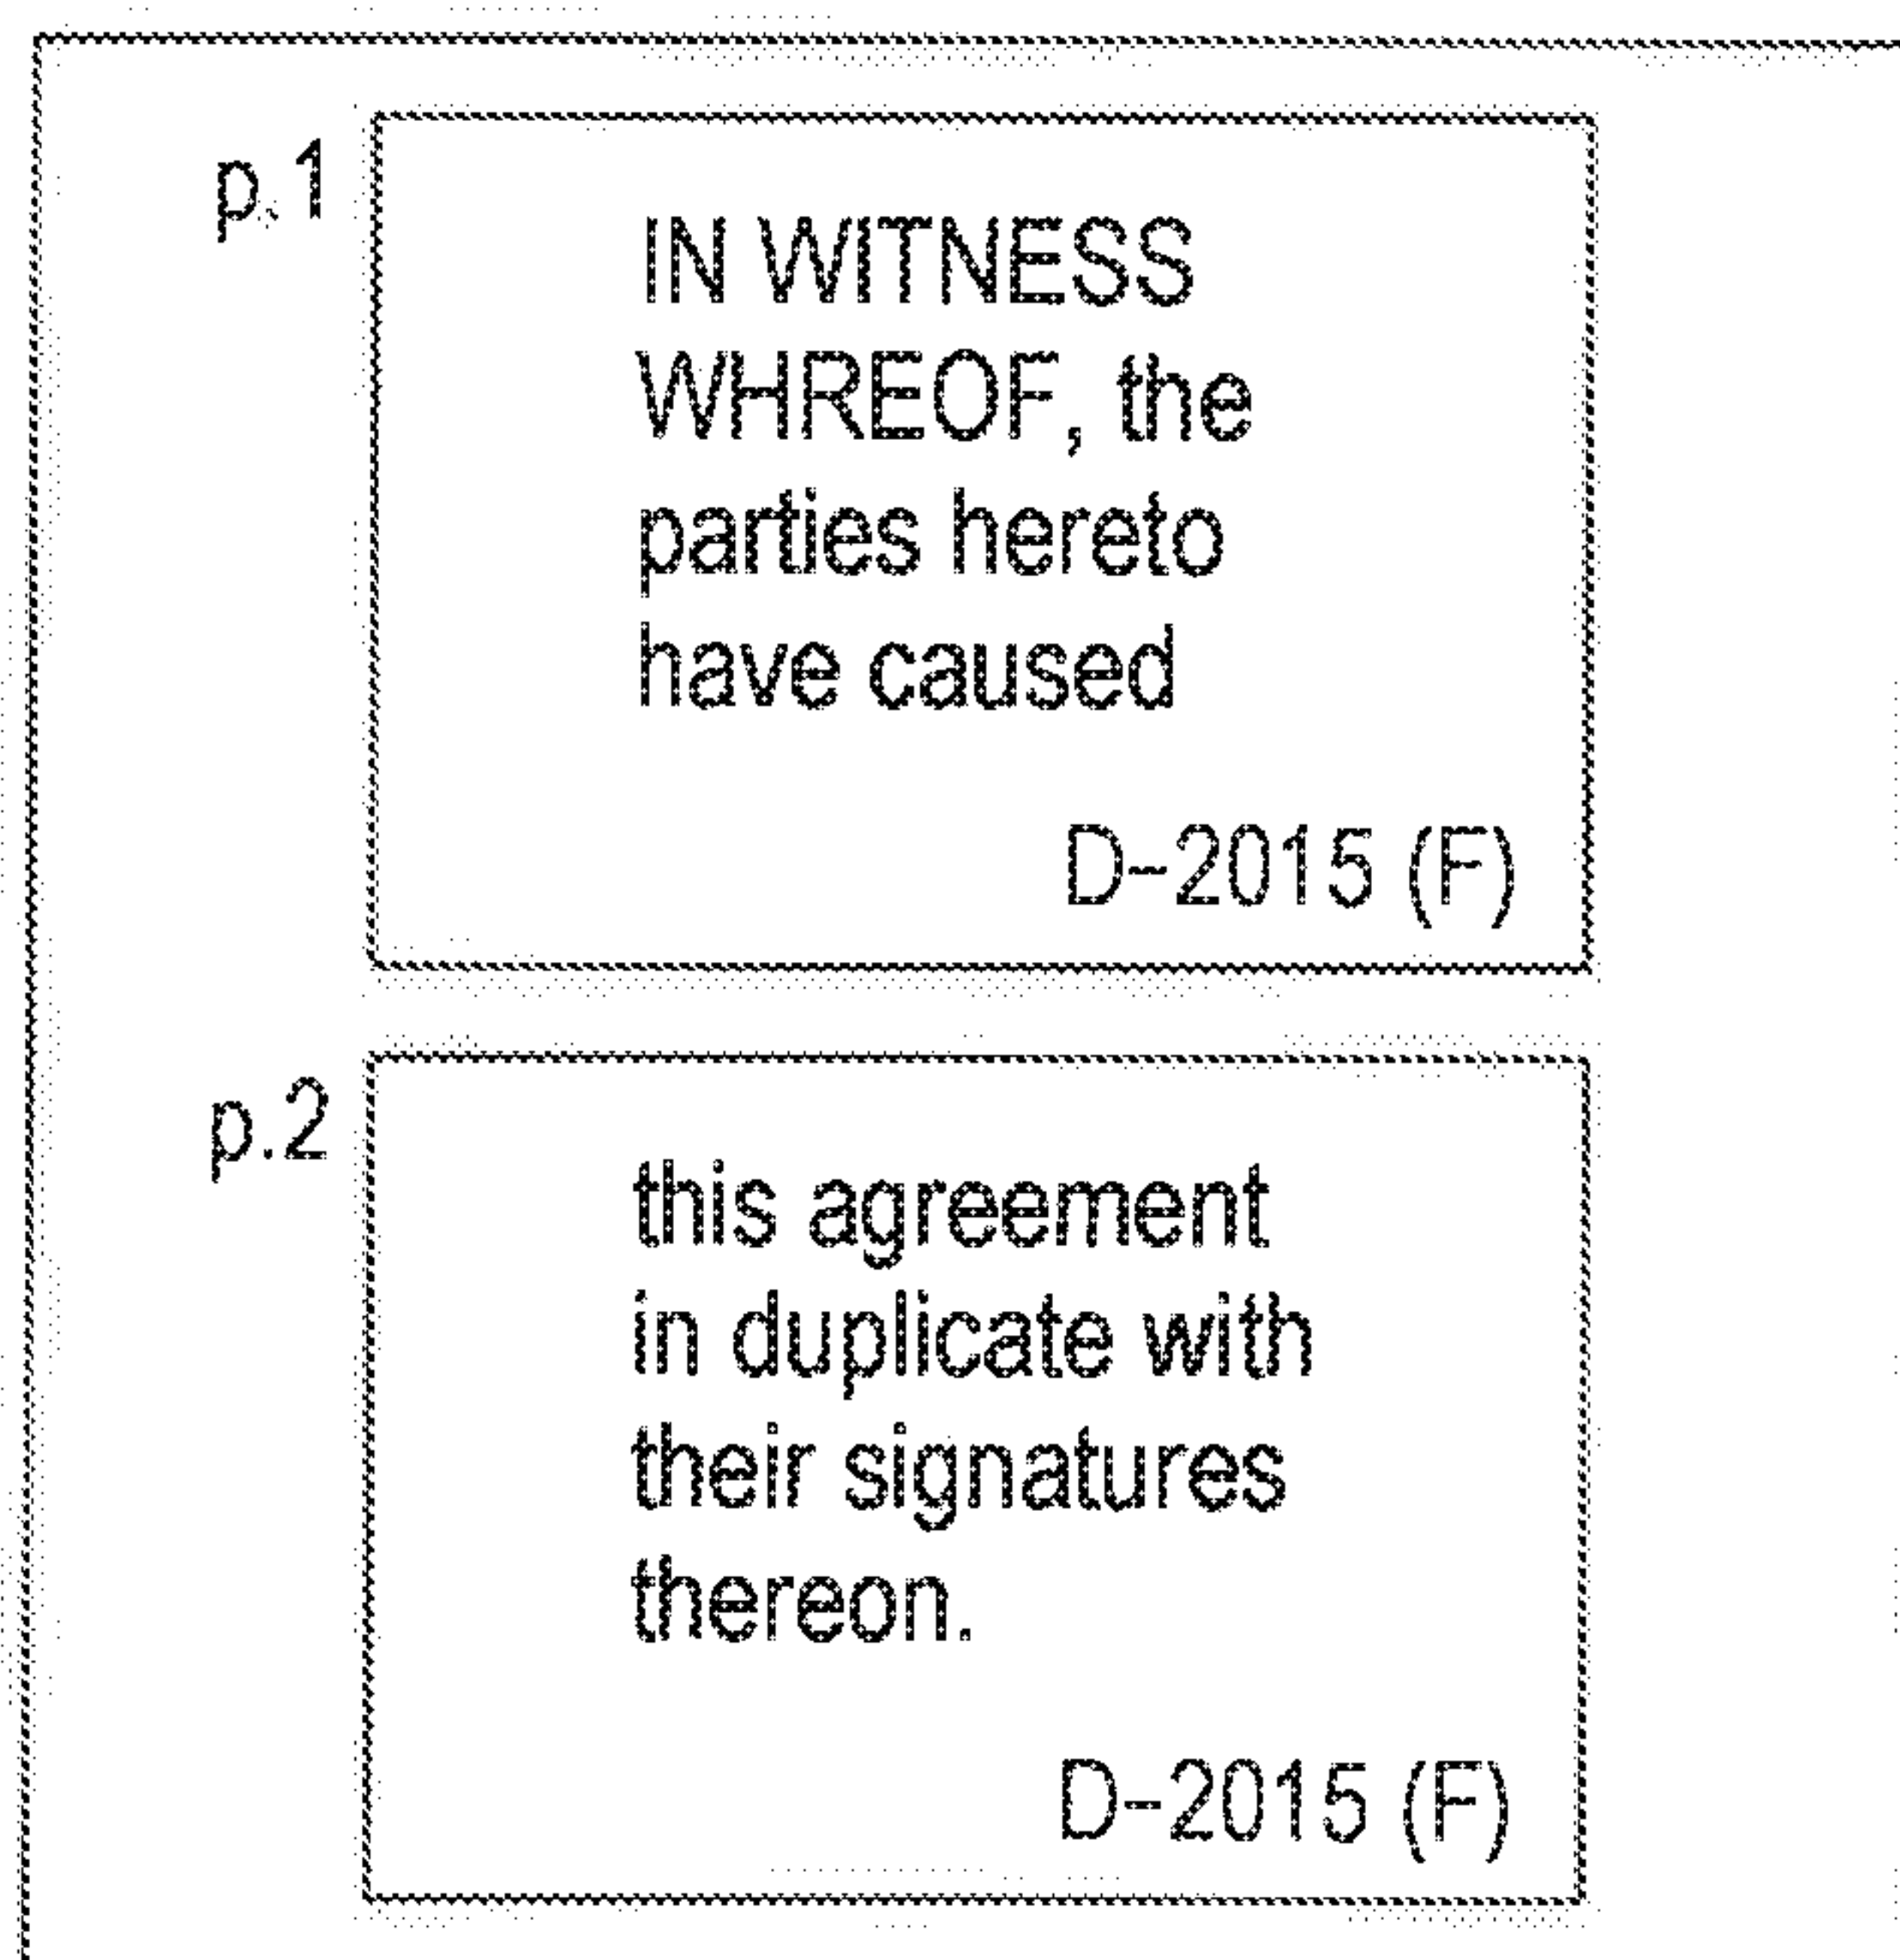 p.1
IN WITNESS
WHREOF, the
parties hereto
have caused
D-2015 (F)
p.2
this agreement
in duplicate with
their signatures
thereon.
D-2015 (F)